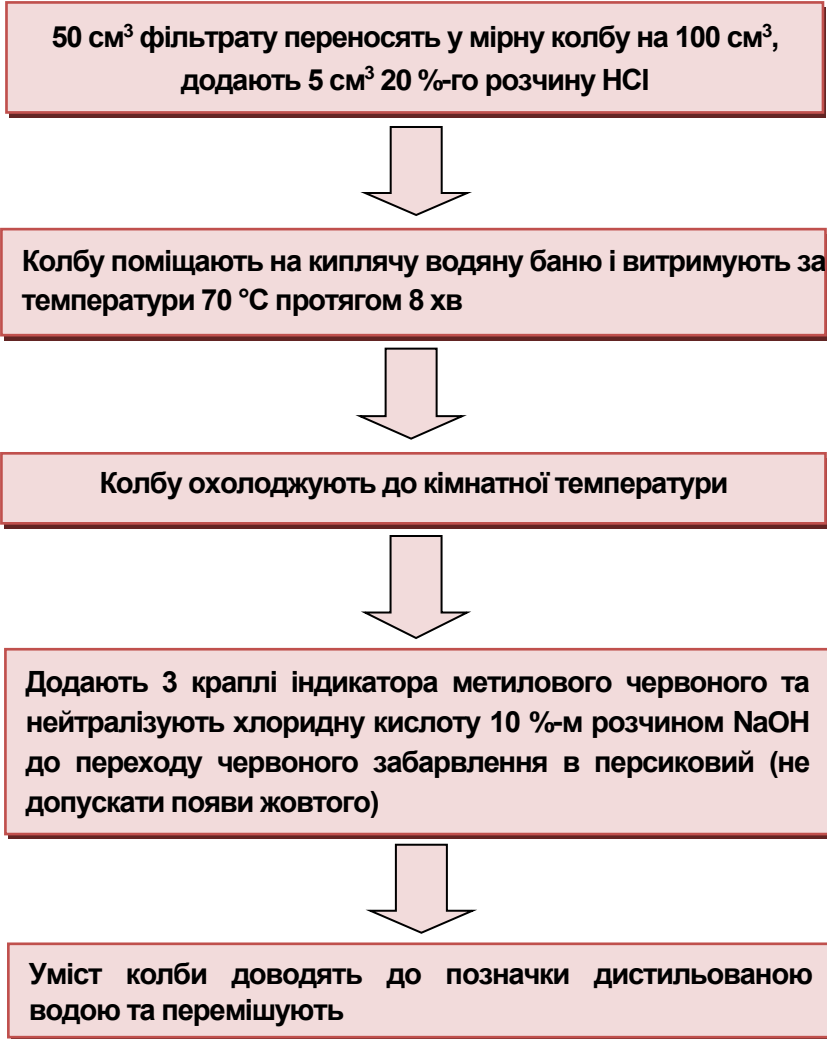 50 см³ фільтрату переносять у мірну колбу на 100 см³,
додають 5 см³ 20 %-го розчину HCl
Колбу поміщають на киплячу водяну баню і витримують за
температури 70 °С протягом 8 хв
Колбу охолоджують до кімнатної температури
Додають 3 краплі індикатора метилового червоного та
нейтралізують хлоридну кислоту 10 %-м розчином NaOH
до переходу червоного забарвлення в персиковий (не
допускати появи жовтого)
Уміст колби доводять до позначки дистильованою
водою та перемішують